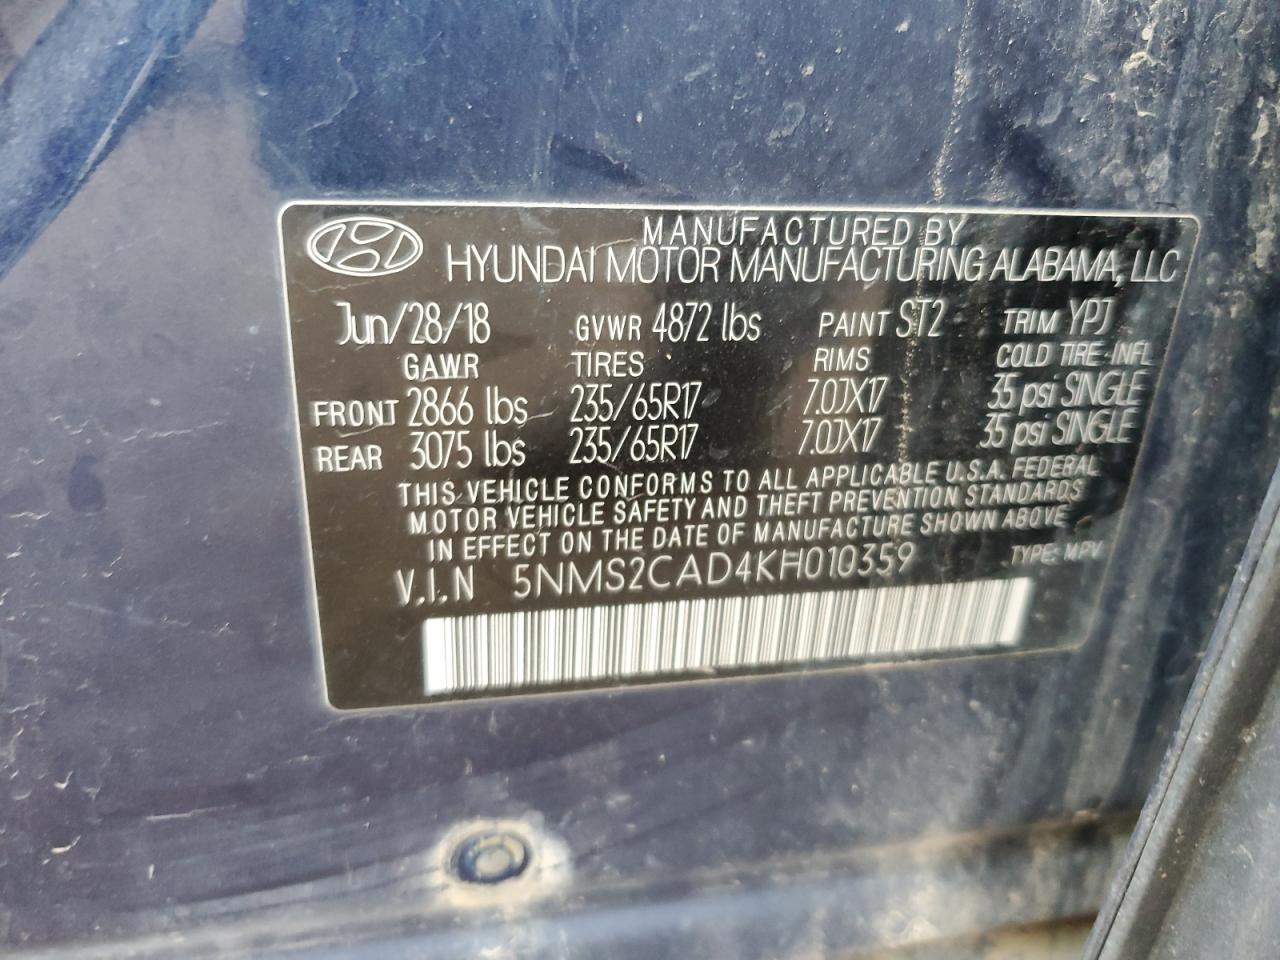 MANUFACTURED BY
HYUNDAI MOTOR MANUFACTURING ALABAMA, LLC
Jun/28/18 GVWR 4872 lbs PAINT ST2 TRIM YPJ
GAWR TIRES RIMS COLD TIRE INFL
FRONT 2866 lbs 235/65R17 7.0JX17 35 psi SINGLE
REAR 3075 lbs 235/65R17 7.0JX17 35 psi SINGLE
THIS VEHICLE CONFORMS TO ALL APPLICABLE U.S.A. FEDERAL
MOTOR VEHICLE SAFETY AND THEFT PREVENTION STANDARDS
IN EFFECT ON THE DATE OF MANUFACTURE SHOWN ABOVE
V.I.N 5NMS2CAD4KH010359 TYPE: MPV